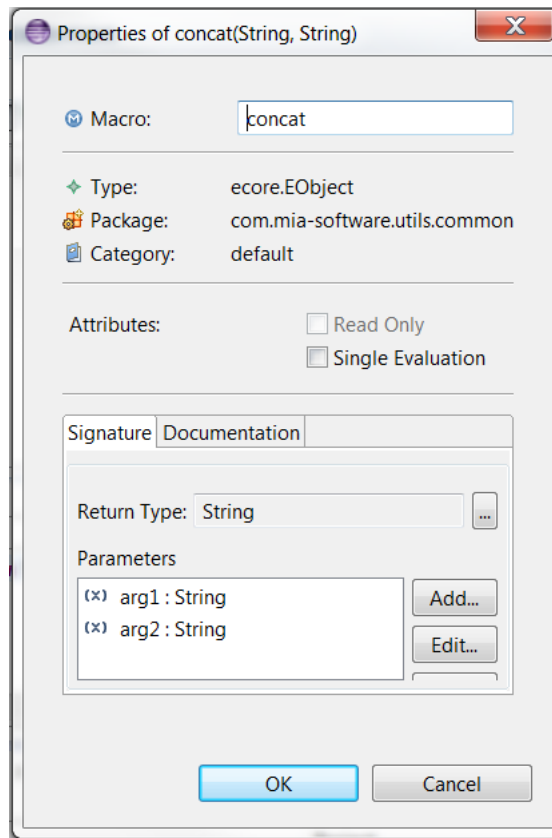 Properties of concat(String, String)
Macro: concat
Type: ecore.EObject
Package: com.mia-software.utils.common
Category: default
Attributes: Read Only
Single Evaluation
Signature Documentation
Return Type: String ...
Parameters
(x) arg1 : String Add...
(x) arg2 : String
Edit...
OK Cancel